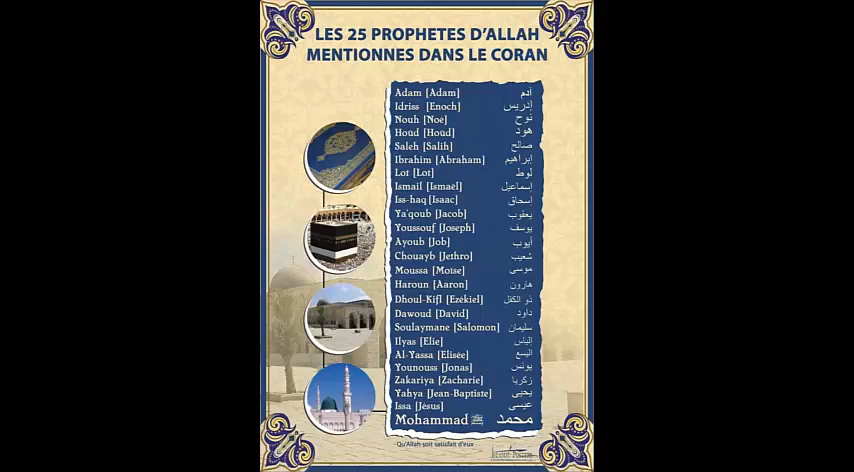 LES 25 PROPHETES D'ALLAH
MENTIONNES DANS LE CORAN
Adam [Adam] آدم
Idriss [Enoch] إدريس
Nouh [Noé] نوح
Houd [Houd] هود
Saleh [Salih] صالح
Ibrahim [Abraham] إبراهيم
Lot [Lot] لوط
Ismail [Ismaël] إسماعيل
Iss-haq [Isaac] إسحاق
Ya'qoub [Jacob] يعقوب
Youssouf [Joseph] يوسف
Ayoub [Job] أيوب
Chouayb [Jethro] شعيب
Moussa [Moïse] موسى
Haroun [Aaron] هارون
Dhoul-Kifl [Ezékiel] ذو الكفل
Dawoud [David] داود
Soulaymane [Salomon] سليمان
Ilyas [Elie] إلياس
Al-Yassa [Elisée] اليسع
Younouss [Jonas] يونس
Zakariya [Zacharie] زكريا
Yahya [Jean-Baptiste] يحيى
Issa [Jésus] عيسى
Mohammad ﷺ محمد
Qu'Allah soit satisfait d'eux